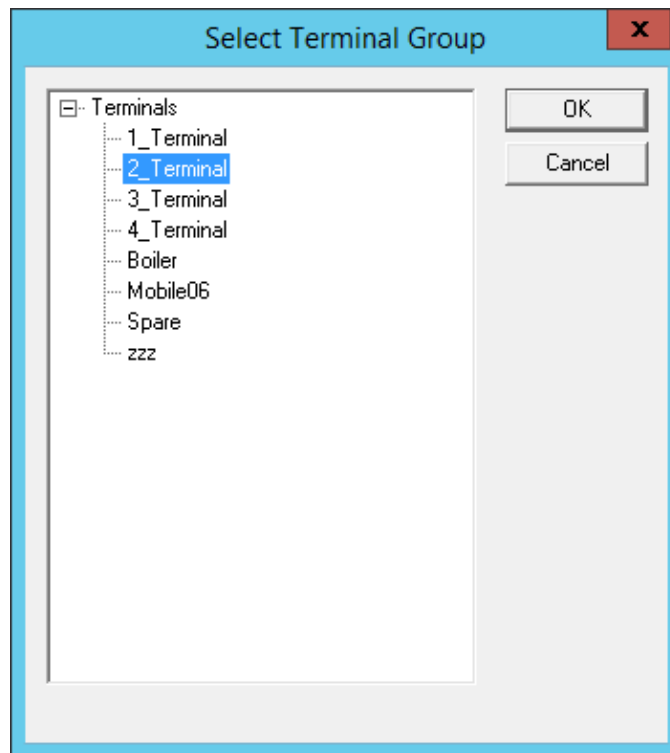 Select Terminal Group
x
Terminals
1_Terminal
2_Terminal
3_Terminal
4_Terminal
Boiler
Mobile06
Spare
zzz
OK
Cancel